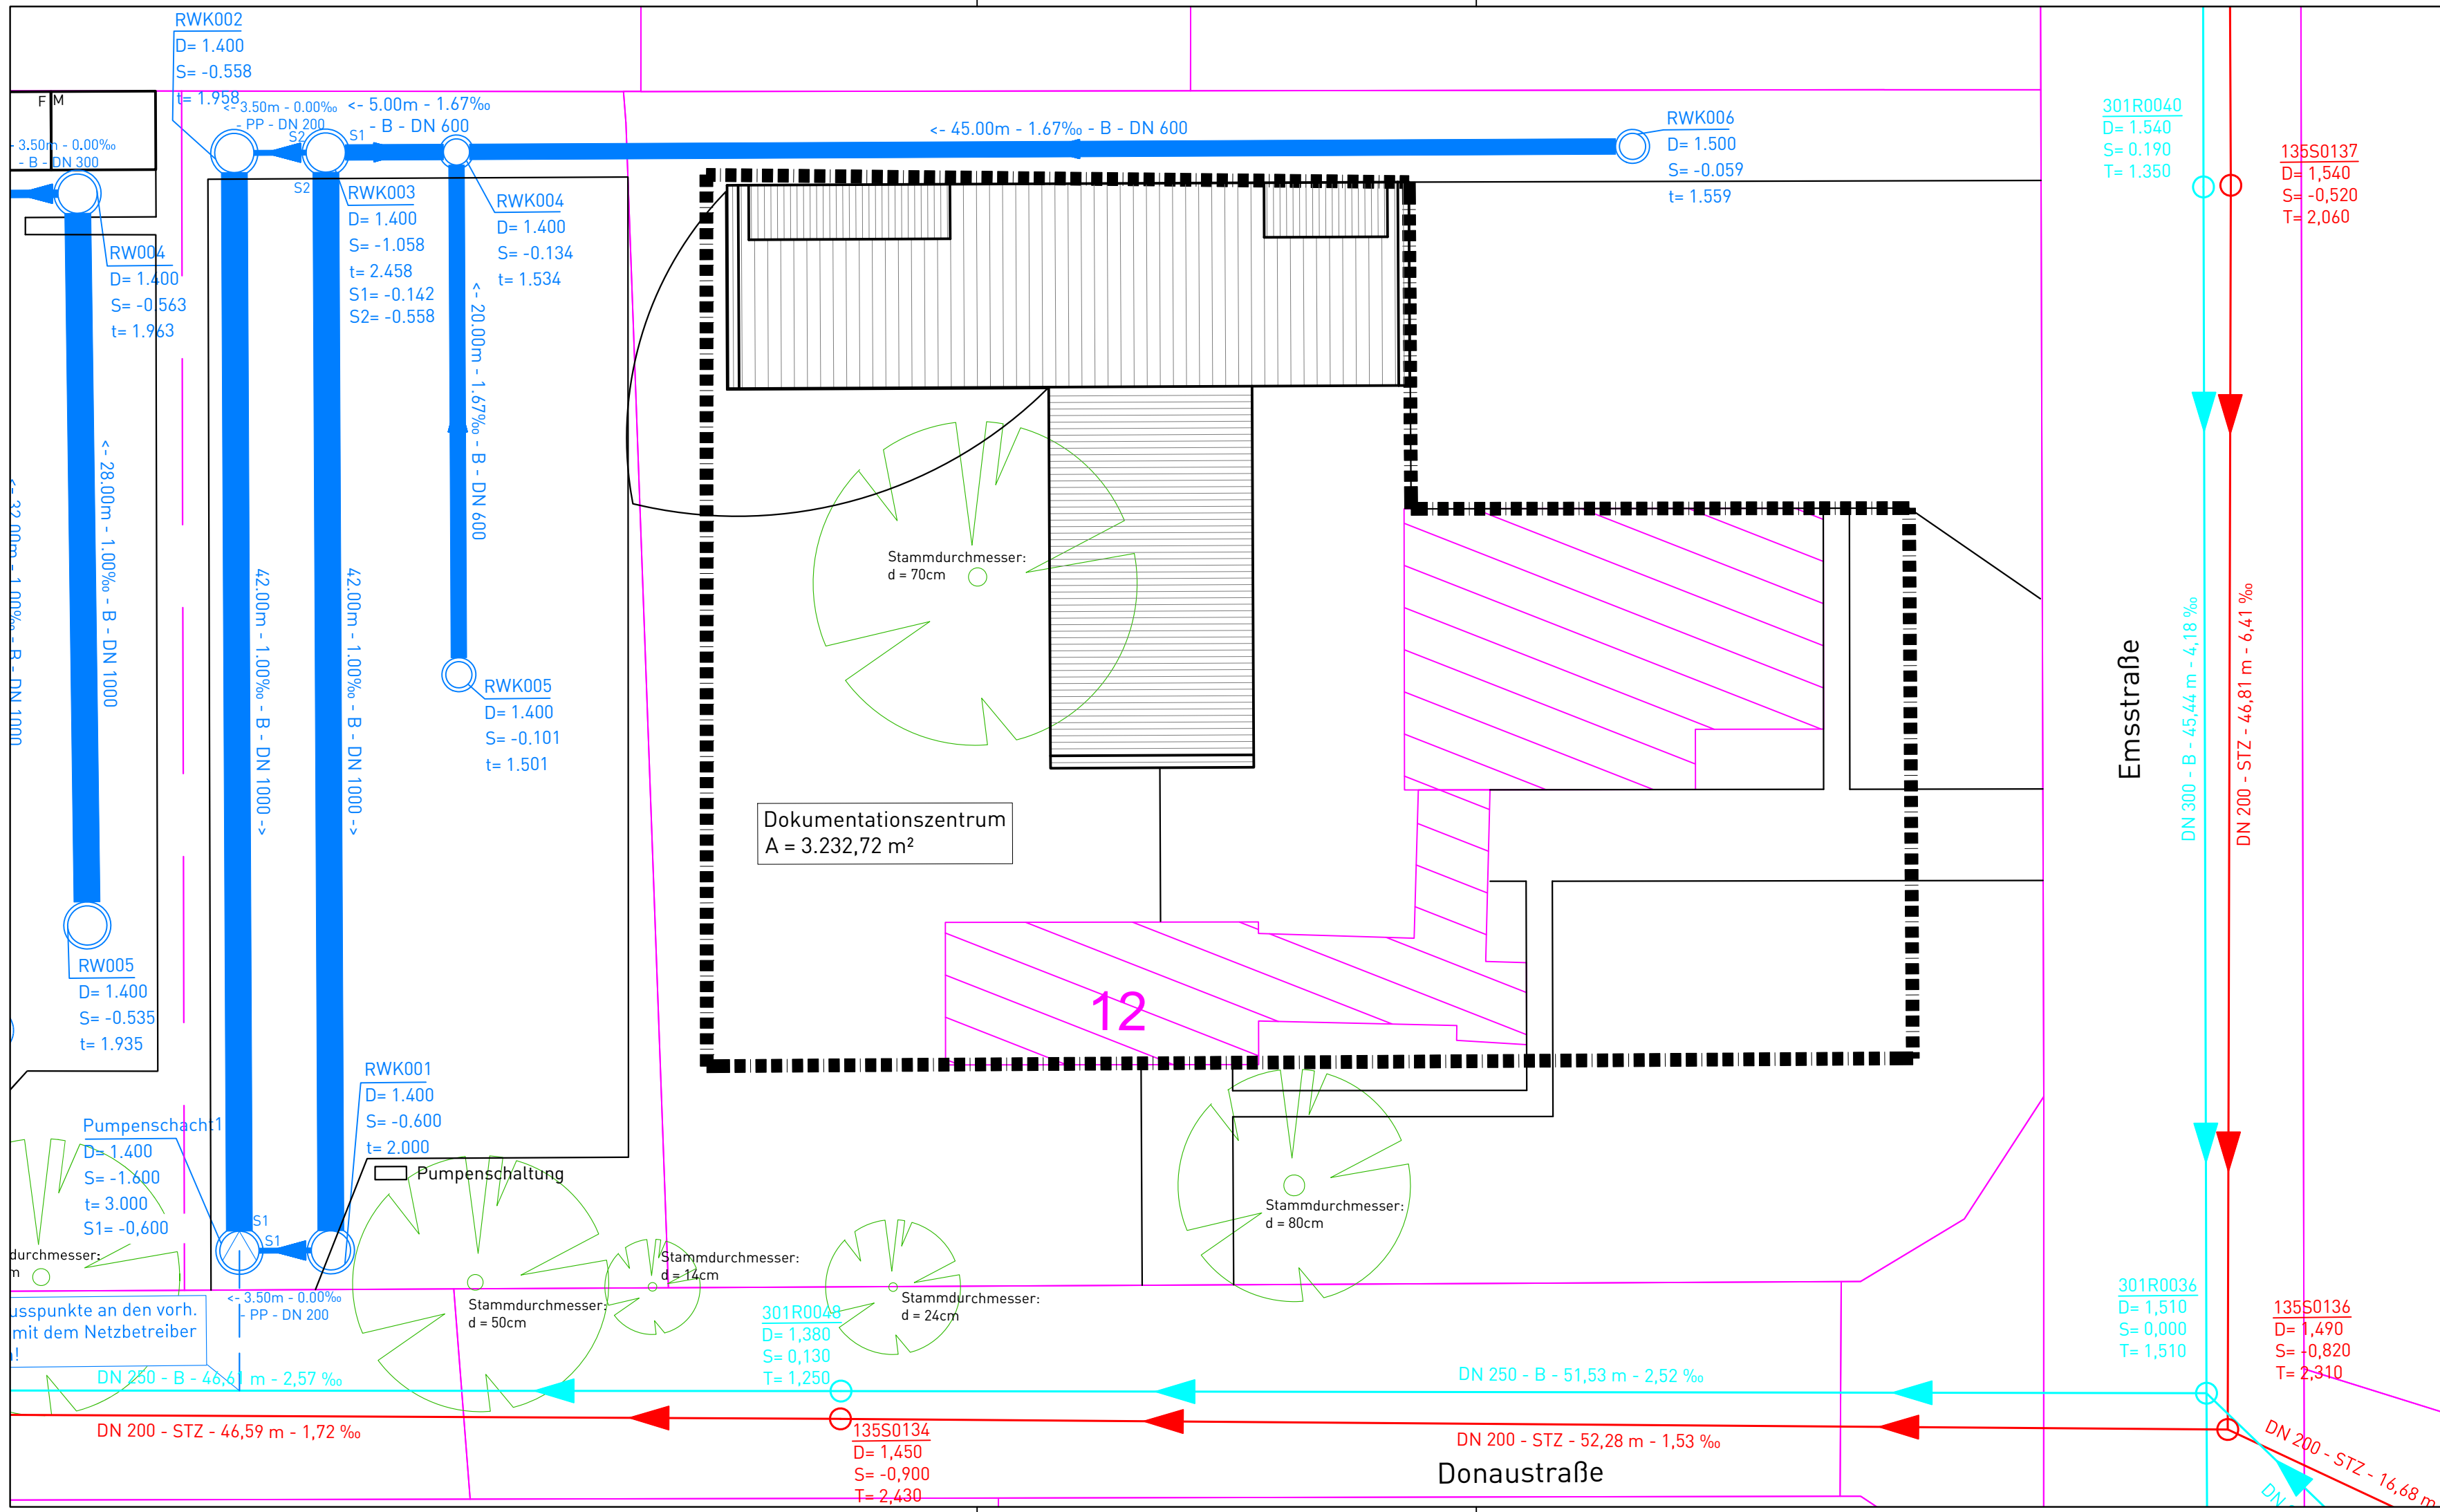 RWK002
D= 1.400
S= -0.558
t= 1.958
F M
<- 3.50m - 0.00‰
- PP - DN 200
S2
<- 5.00m - 1.67‰
- B - DN 600
S1
S2
<- 45.00m - 1.67‰ - B - DN 600
RWK006
D= 1.500
S= -0.059
t= 1.559
301R0040
D= 1.540
S= 0.190
T= 1.350
135S0137
D= 1,540
S= -0,520
T= 2,060
- 3.50m - 0.00‰
- B - DN 300
RWK003
D= 1.400
S= -1.058
t= 2.458
S1= -0.142
S2= -0.558
RWK004
D= 1.400
S= -0.134
t= 1.534
RW004
D= 1.400
S= -0.563
t= 1.963
<- 20.00m - 1.67‰ - B - DN 600
<- 28.00m - 1.00‰ - B - DN 1000
<- 32.00m - 1.00‰ - B - DN 1000
42.00m - 1.00‰ - B - DN 1000 ->
42.00m - 1.00‰ - B - DN 1000 ->
Stammdurchmesser:
d = 70cm
RWK005
D= 1.400
S= -0.101
t= 1.501
Emsstraße
DN 300 - B - 45,44 m - 4,18 ‰
DN 200 - STZ - 46,81 m - 6,41 ‰
Dokumentationszentrum
A = 3.232,72 m²
12
RW005
D= 1.400
S= -0.535
t= 1.935
RWK001
D= 1.400
S= -0.600
t= 2.000
Pumpenschaltung
Pumpenschacht1
D= 1.400
S= -1.600
t= 3.000
S1= -0,600
S1
S1
durchmesser:
m
Stammdurchmesser:
d = 80cm
Stammdurchmesser:
d = 14cm
Stammdurchmesser:
d = 50cm
Stammdurchmesser:
d = 24cm
<- 3.50m - 0.00‰
- PP - DN 200
usspunkte an den vorh.
mit dem Netzbetreiber
!
301R0048
D= 1,380
S= 0,130
T= 1,250
301R0036
D= 1,510
S= 0,000
T= 1,510
135S0136
D= 1,490
S= -0,820
T= 2,310
DN 250 - B - 46,61 m - 2,57 ‰
DN 250 - B - 51,53 m - 2,52 ‰
DN 200 - STZ - 46,59 m - 1,72 ‰
135S0134
D= 1,450
S= -0,900
T= 2,430
DN 200 - STZ - 52,28 m - 1,53 ‰
Donaustraße
DN 200 - STZ - 16,68 m
DN